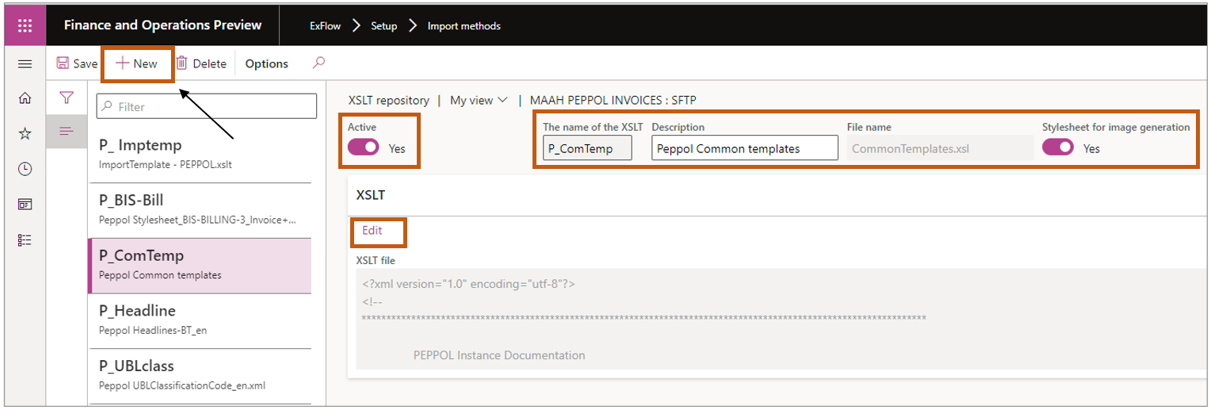 Finance and Operations Preview
ExFlow > Setup > Import methods
Save New Delete Options
Filter
P_ Imptemp
ImportTemplate - PEPPOL.xslt
P_BIS-Bill
Peppol Stylesheet_BIS-BILLING-3_Invoice+...
P_ComTemp
Peppol Common templates
P_Headline
Peppol Headlines-BT_en
P_UBLclass
Peppol UBLClassificationCode_en.xml
XSLT repository | My view | MAAH PEPPOL INVOICES : SFTP
Active
Yes
The name of the XSLT
P_ComTemp
Description
Peppol Common templates
File name
CommonTemplates.xsl
Stylesheet for image generation
Yes
XSLT
Edit
XSLT file
<?xml version="1.0" encoding="utf-8"?>
<!--
******************************************************************************************************************
PEPPOL Instance Documentation